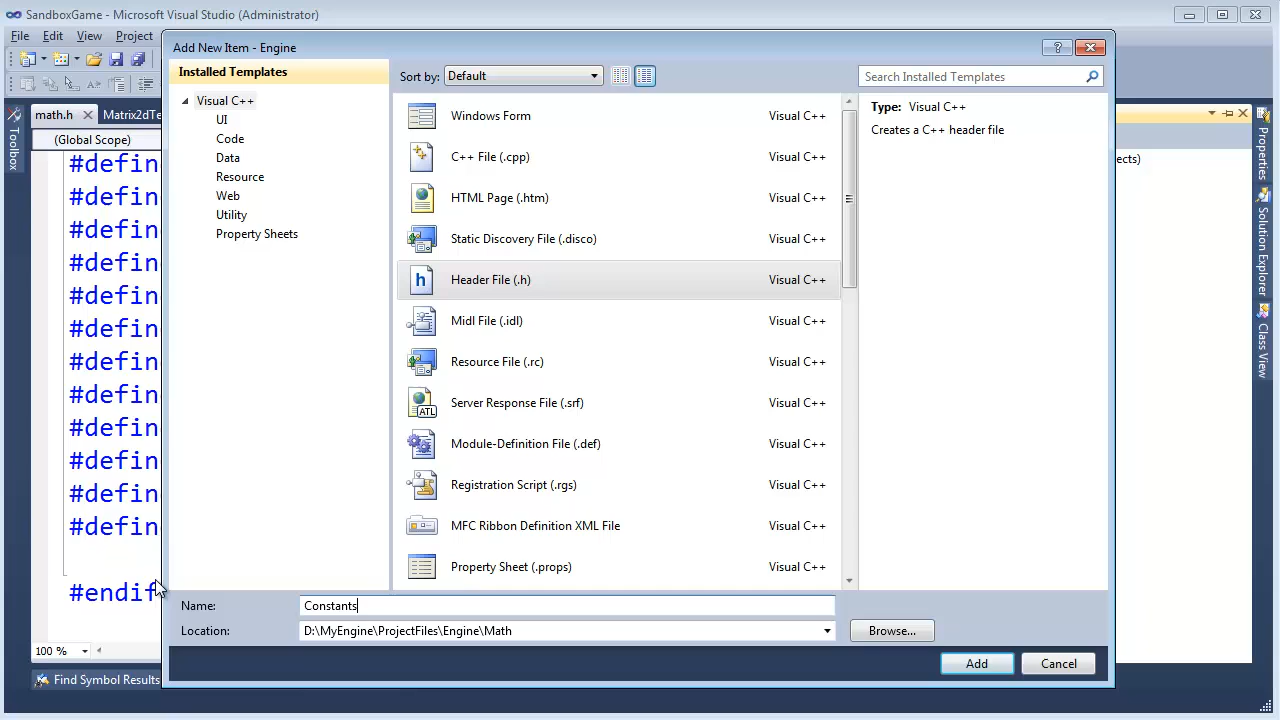 SandboxGame - Microsoft Visual Studio (Administrator)
File Edit View Project
Add New Item - Engine
Installed Templates
Sort by: Default
Search Installed Templates
Visual C++
UI
Code
Data
Resource
Web
Utility
Property Sheets
Windows Form Visual C++
C++ File (.cpp) Visual C++
HTML Page (.htm) Visual C++
Static Discovery File (.disco) Visual C++
h Header File (.h) Visual C++
Midl File (.idl) Visual C++
Resource File (.rc) Visual C++
ATL Server Response File (.srf) Visual C++
Module-Definition File (.def) Visual C++
Registration Script (.rgs) Visual C++
MFC Ribbon Definition XML File Visual C++
Property Sheet (.props) Visual C++
Type: Visual C++
Creates a C++ header file
Name: Constants
Location: D:\MyEngine\ProjectFiles\Engine\Math
Browse...
Add Cancel
math.h Matrix2dTe
(Global Scope)
ects)
#defin
#defin
#defin
#defin
#defin
#defin
#defin
#defin
#defin
#defin
#defin
#defin
#endif
100 %
Find Symbol Results
Toolbox
Properties
Solution Explorer
Class View